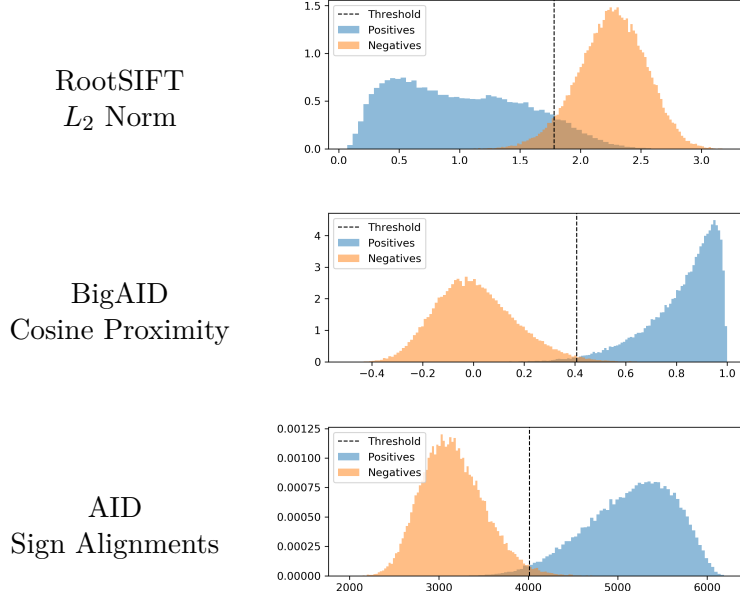 RootSIFT
L₂ Norm
1.5
1.0
0.5
0.0
Threshold
Positives
Negatives
0.0 0.5 1.0 1.5 2.0 2.5 3.0
BigAID
Cosine Proximity
4
3
2
1
0
Threshold
Positives
Negatives
−0.4 −0.2 0.0 0.2 0.4 0.6 0.8 1.0
AID
Sign Alignments
0.00125
0.00100
0.00075
0.00050
0.00025
0.00000
Threshold
Positives
Negatives
2000 3000 4000 5000 6000